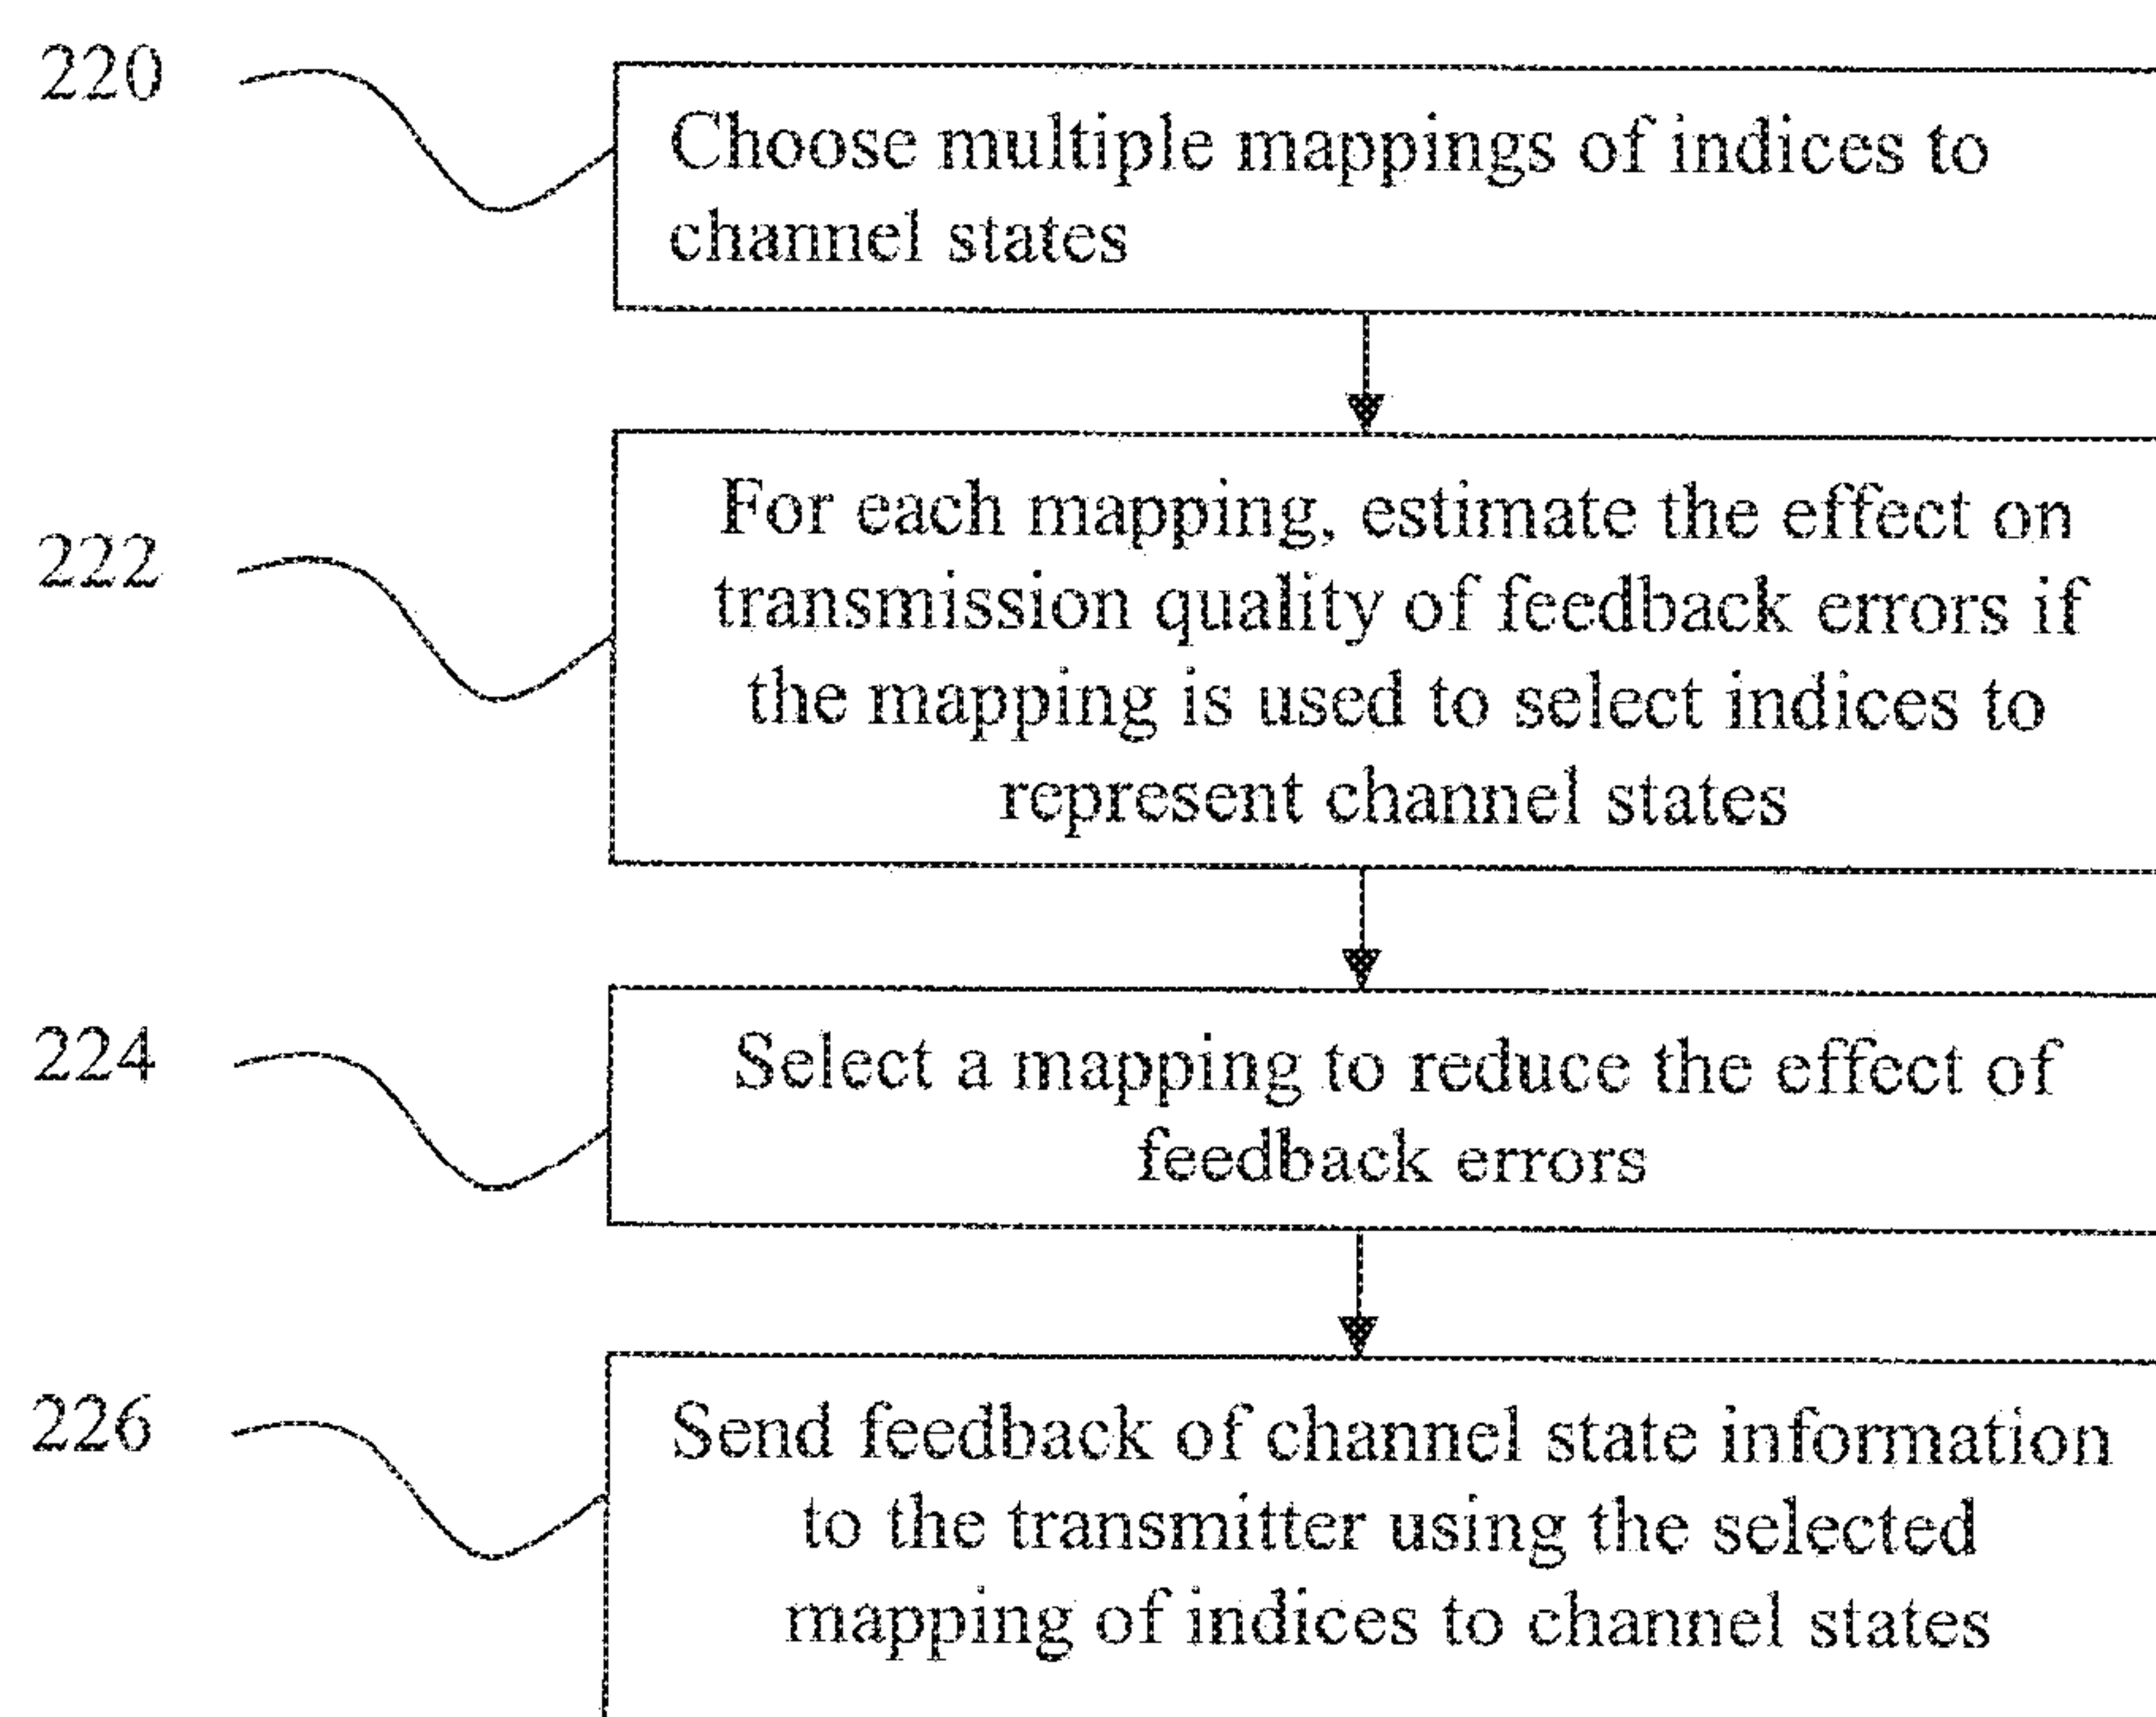 220
Choose multiple mappings of indices to
channel states
222
For each mapping, estimate the effect on
transmission quality of feedback errors if
the mapping is used to select indices to
represent channel states
224
Select a mapping to reduce the effect of
feedback errors
226
Send feedback of channel state information
to the transmitter using the selected
mapping of indices to channel states